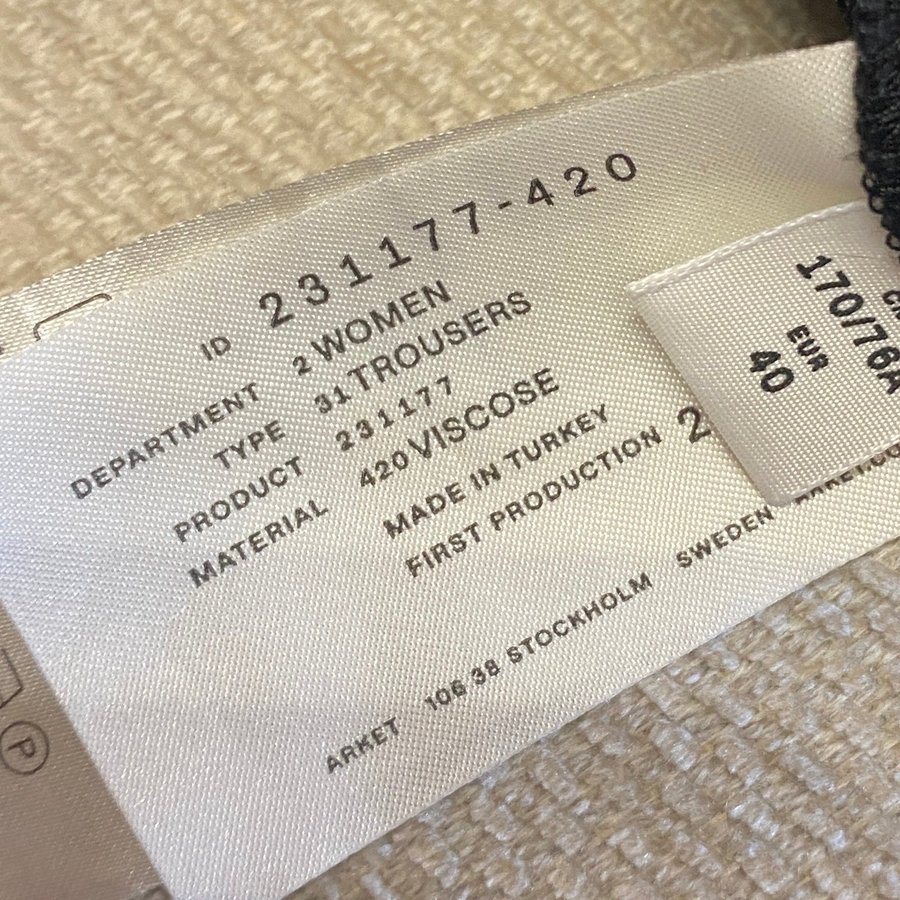 ID 231177-420
DEPARTMENT 2 WOMEN
TYPE 31 TROUSERS
PRODUCT 231177
MATERIAL 420 VISCOSE
MADE IN TURKEY
FIRST PRODUCTION 2
ARKET 106 38 STOCKHOLM SWEDEN
170/76A
EUR
40
P